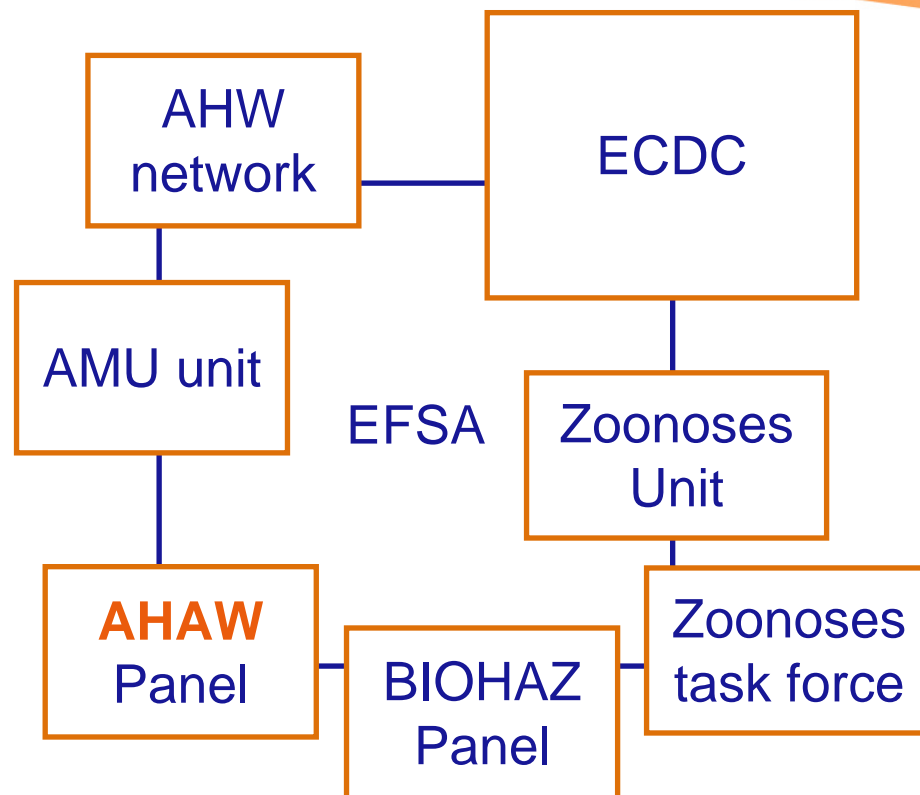 AHW
network
ECDC
AMU unit
EFSA
Zoonoses
Unit
AHAW
Panel
BIOHAZ
Panel
Zoonoses
task force